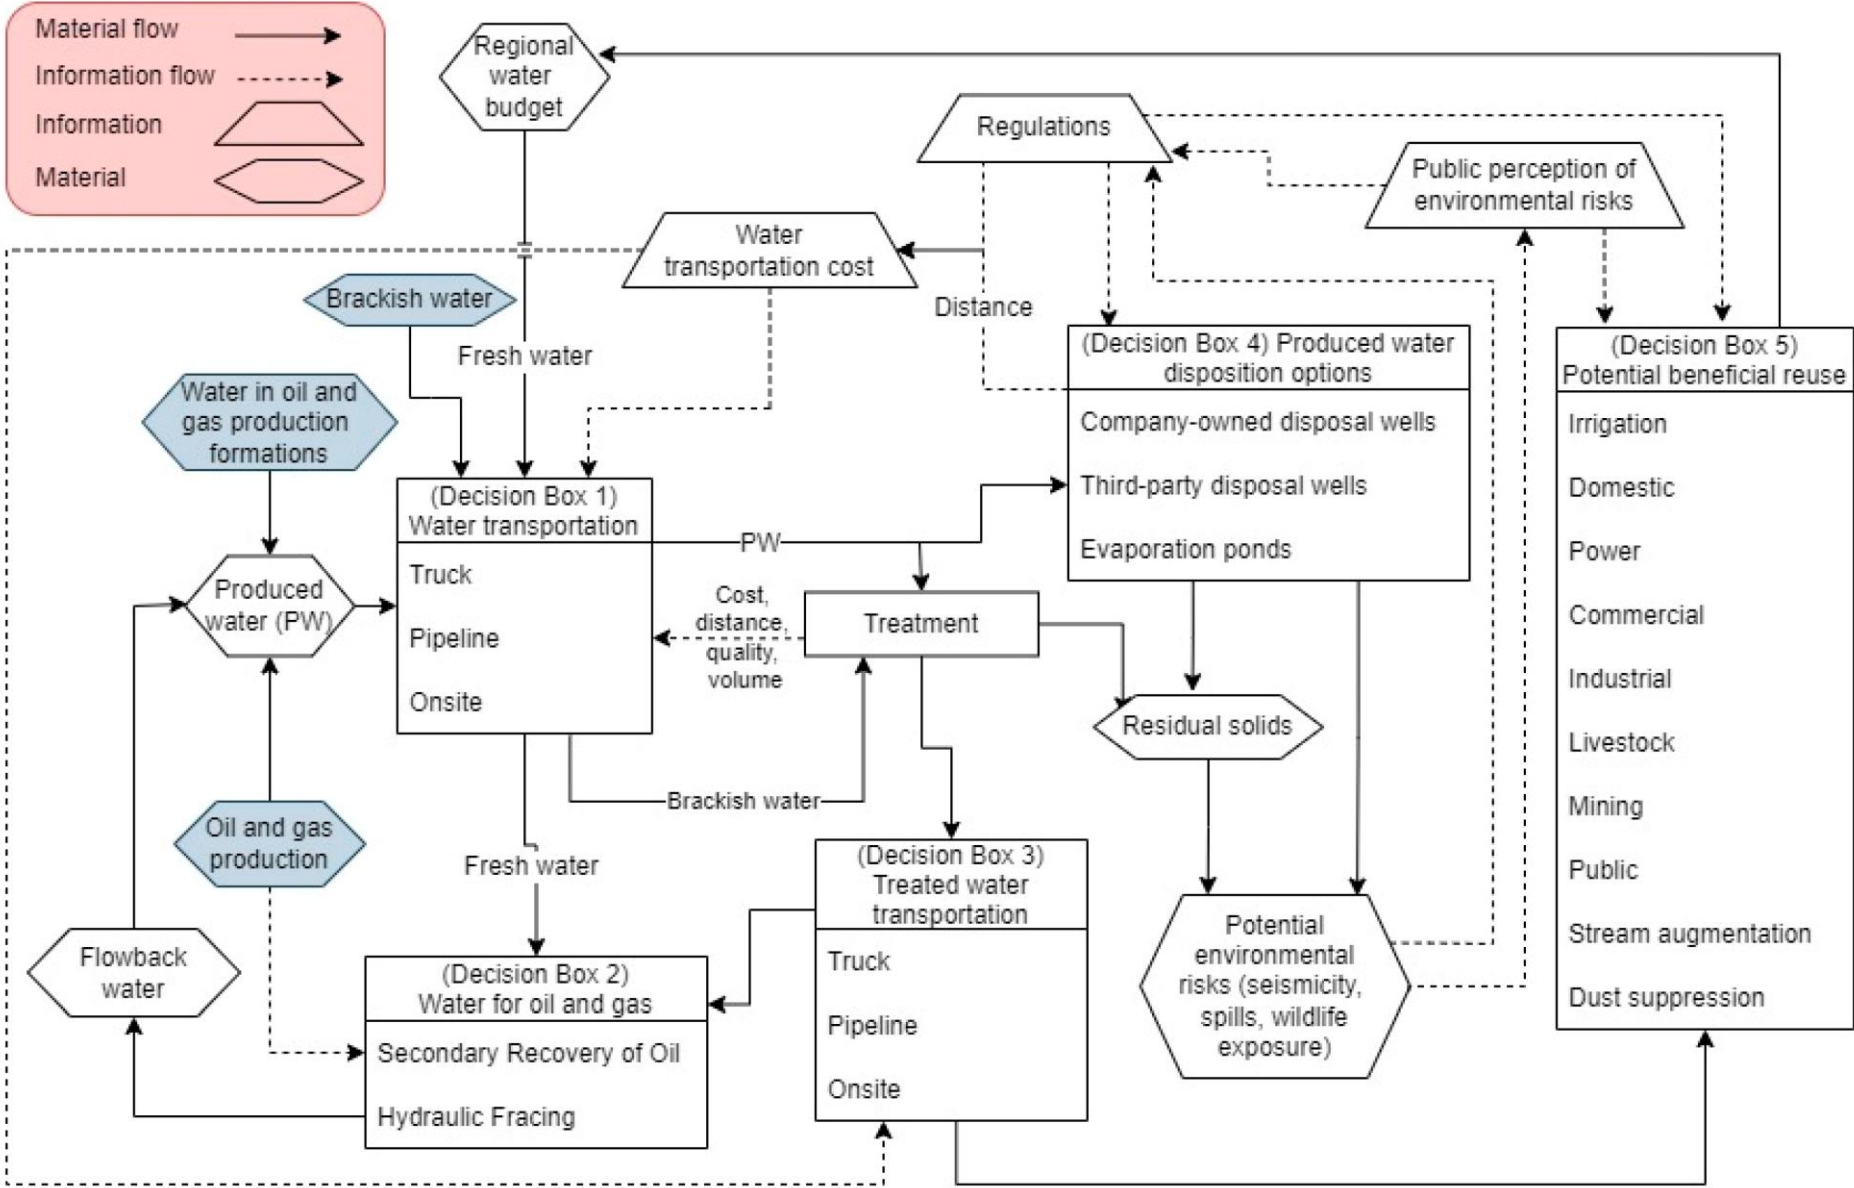 Material flow
Information flow
Information
Material
Regional
water
budget
Regulations
Public perception of
environmental risks
Water
transportation cost
Distance
Brackish water
Fresh water
Water in oil and
gas production
formations
(Decision Box 4) Produced water
disposition options
Company-owned disposal wells
Third-party disposal wells
Evaporation ponds
(Decision Box 5)
Potential beneficial reuse
Irrigation
Domestic
Power
Commercial
Industrial
Livestock
Mining
Public
Stream augmentation
Dust suppression
(Decision Box 1)
Water transportation
Truck
Pipeline
Onsite
PW
Produced
water (PW)
Cost,
distance,
quality,
volume
Treatment
Residual solids
Brackish water
Oil and gas
production
Fresh water
(Decision Box 3)
Treated water
transportation
Truck
Pipeline
Onsite
Potential
environmental
risks (seismicity,
spills, wildlife
exposure)
Flowback
water
(Decision Box 2)
Water for oil and gas
Secondary Recovery of Oil
Hydraulic Fracing